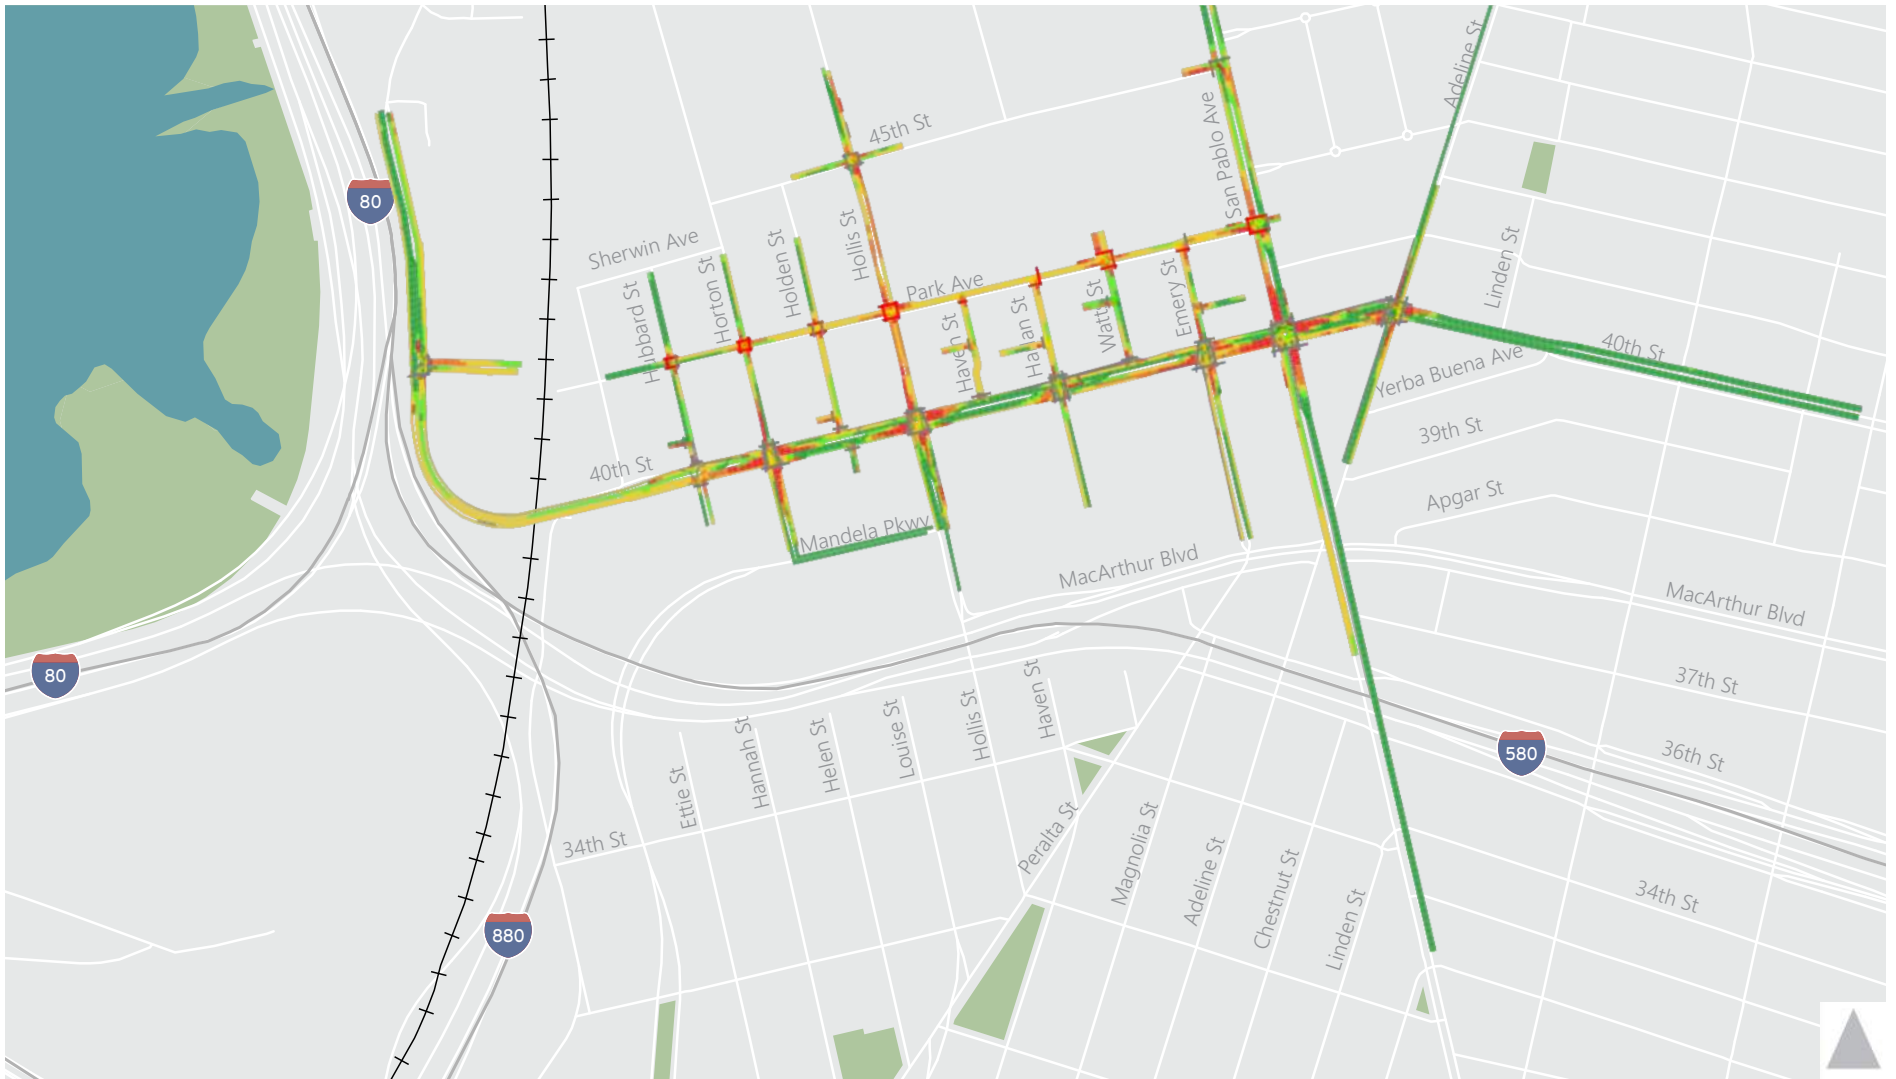 Adeline St
45th St
San Pablo Ave
80
Hollis St
Sherwin Ave
Holden St
Horton St
Linden St
Park Ave
Hubbard St
Emery St
Watt St
Harlan St
Haven St
40th St
Yerba Buena Ave
39th St
40th St
Apgar St
Mandela Pkwy
MacArthur Blvd
MacArthur Blvd
80
37th St
Haven St
Hollis St
Louise St
Helen St
Hannah St
Ettie St
580
36th St
34th St
Peralta St
Magnolia St
Adeline St
Chestnut St
Linden St
34th St
880